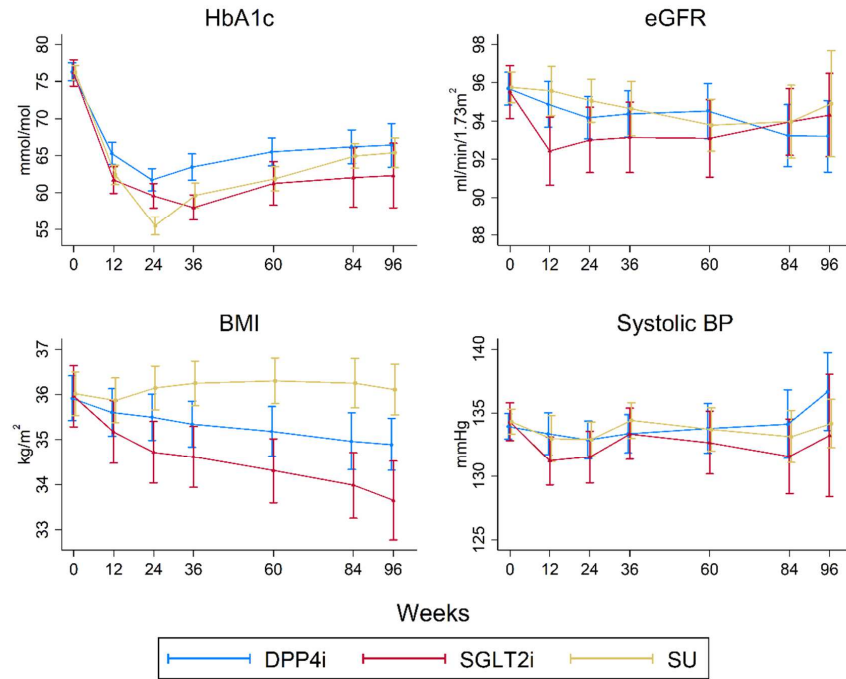 HbA1c
mmol/mol
80
75
70
65
60
55
0 12 24 36 60 84 96
eGFR
ml/min/1.73m²
98
96
94
92
90
88
0 12 24 36 60 84 96
BMI
kg/m²
37
36
35
34
33
0 12 24 36 60 84 96
Systolic BP
mmHg
140
135
130
125
0 12 24 36 60 84 96
Weeks
DPP4i SGLT2i SU